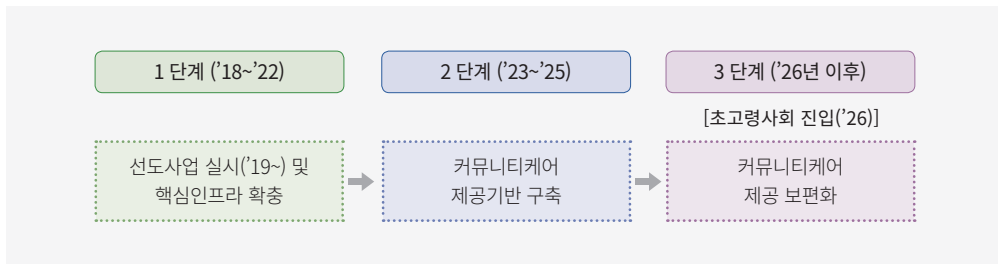 1 단계 (’18~’22)
2 단계 (’23~’25)
3 단계 (’26년 이후)
[초고령사회 진입(’26)]
선도사업 실시(’19~) 및
핵심인프라 확충
커뮤니티케어
제공기반 구축
커뮤니티케어
제공 보편화